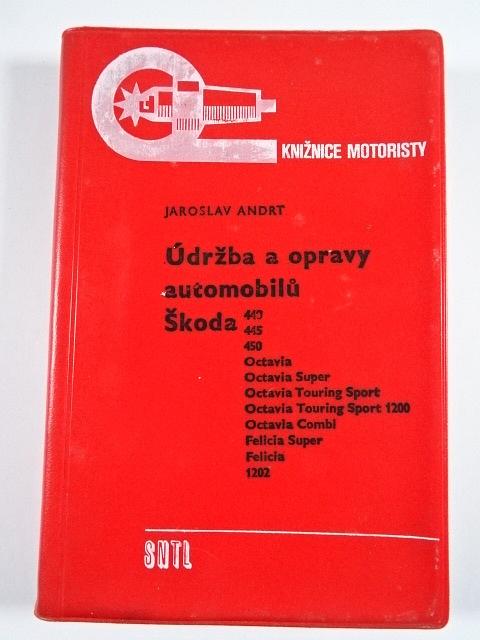 KNIŽNICE MOTORISTY
JAROSLAV ANDRT
Údržba a opravy
automobilů
Škoda 440
445
450
Octavia
Octavia Super
Octavia Touring Sport
Octavia Touring Sport 1200
Octavia Combi
Felicia Super
Felicia
1202
SNTL